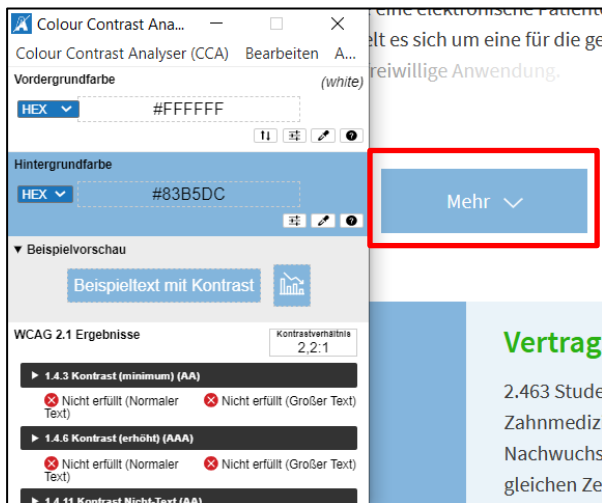 Colour Contrast Ana...
Colour Contrast Analyser (CCA) Bearbeiten A...
Vordergrundfarbe
(white)
HEX
#FFFFFF
Hintergrundfarbe
HEX
#83B5DC
▼ Beispielvorschau
Beispieltext mit Kontrast
WCAG 2.1 Ergebnisse
Kontrastverhältnis
2,2:1
▶ 1.4.3 Kontrast (minimum) (AA)
Nicht erfüllt (Normaler Text)
Nicht erfüllt (Großer Text)
▶ 1.4.6 Kontrast (erhöht) (AAA)
Nicht erfüllt (Normaler Text)
Nicht erfüllt (Großer Text)
▶ 1.4.11 Kontrast Nicht-Text (AA)
eine elektronische Patient
elt es sich um eine für die ge
reiwillige Anwendung.
Mehr
Vertrag
2.463 Stude
Zahnmediz
Nachwuchs
gleichen Ze